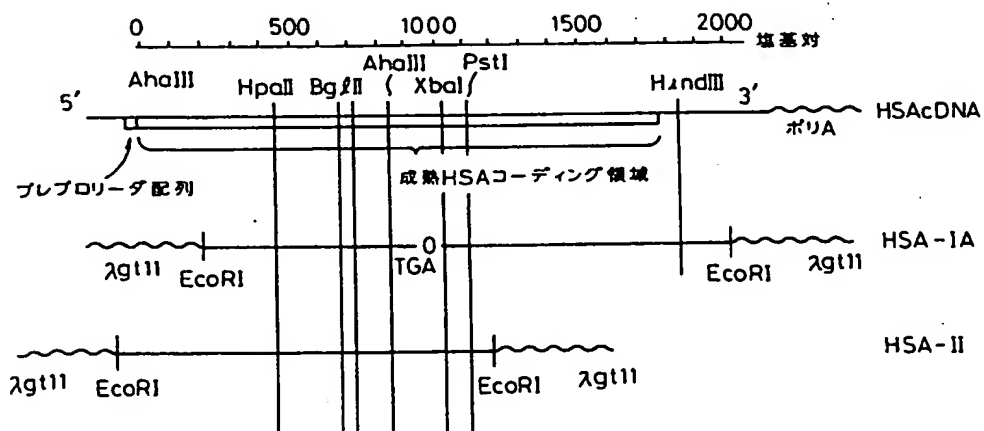 0 500 1000 1500 2000 塩基対
AhaIII PstI
AhaIII HpaII BglII XbaI HindIII
5' 3' HSAcDNA
ポリA
プレプロリーダ配列 成熟HSAコーディング領域
0 HSA-IA
λgt11 EcoRI TGA EcoRI λgt11
HSA-II
λgt11 EcoRI EcoRI λgt11